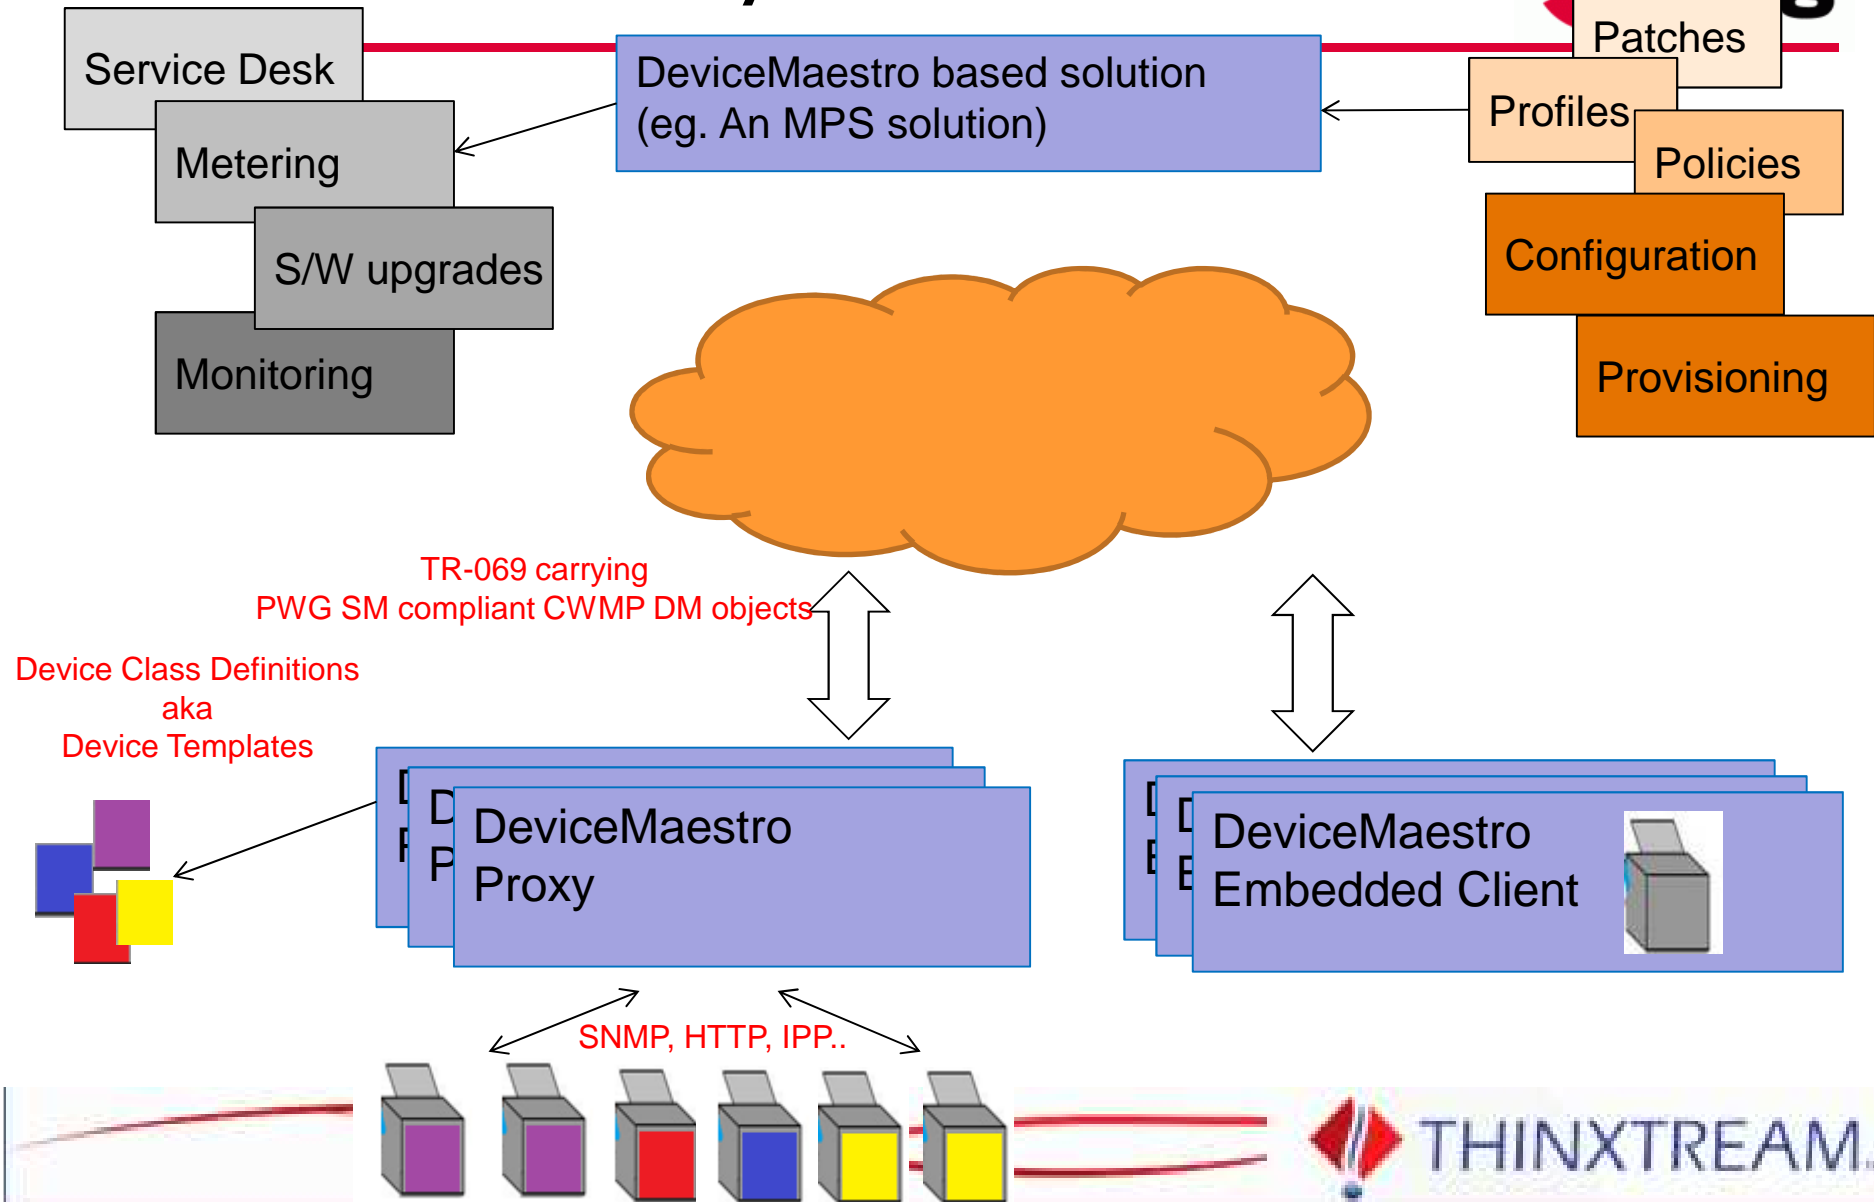 Service Desk
Metering
S/W upgrades
Monitoring
DeviceMaestro based solution
(eg. An MPS solution)
Patches
Profiles
Policies
Configuration
Provisioning
TR-069 carrying
PWG SM compliant CWMP DM objects
Device Class Definitions
aka
Device Templates
DeviceMaestro
Proxy
DeviceMaestro
Embedded Client
SNMP, HTTP, IPP..
THINXTREAM